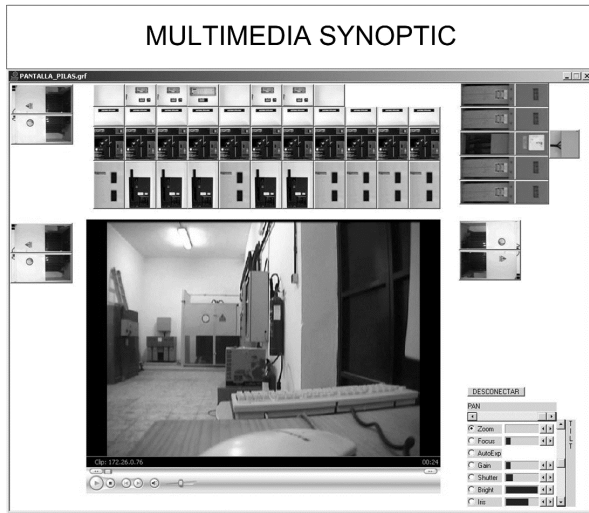 MULTIMEDIA SYNOPTIC
PANTALLA_PILAS.grf
DESCONECTAR
PAN
TILT
Zoom
Focus
AutoExp
Gain
Shutter
Bright
Iris
Clip: 172.26.0.76
00:24